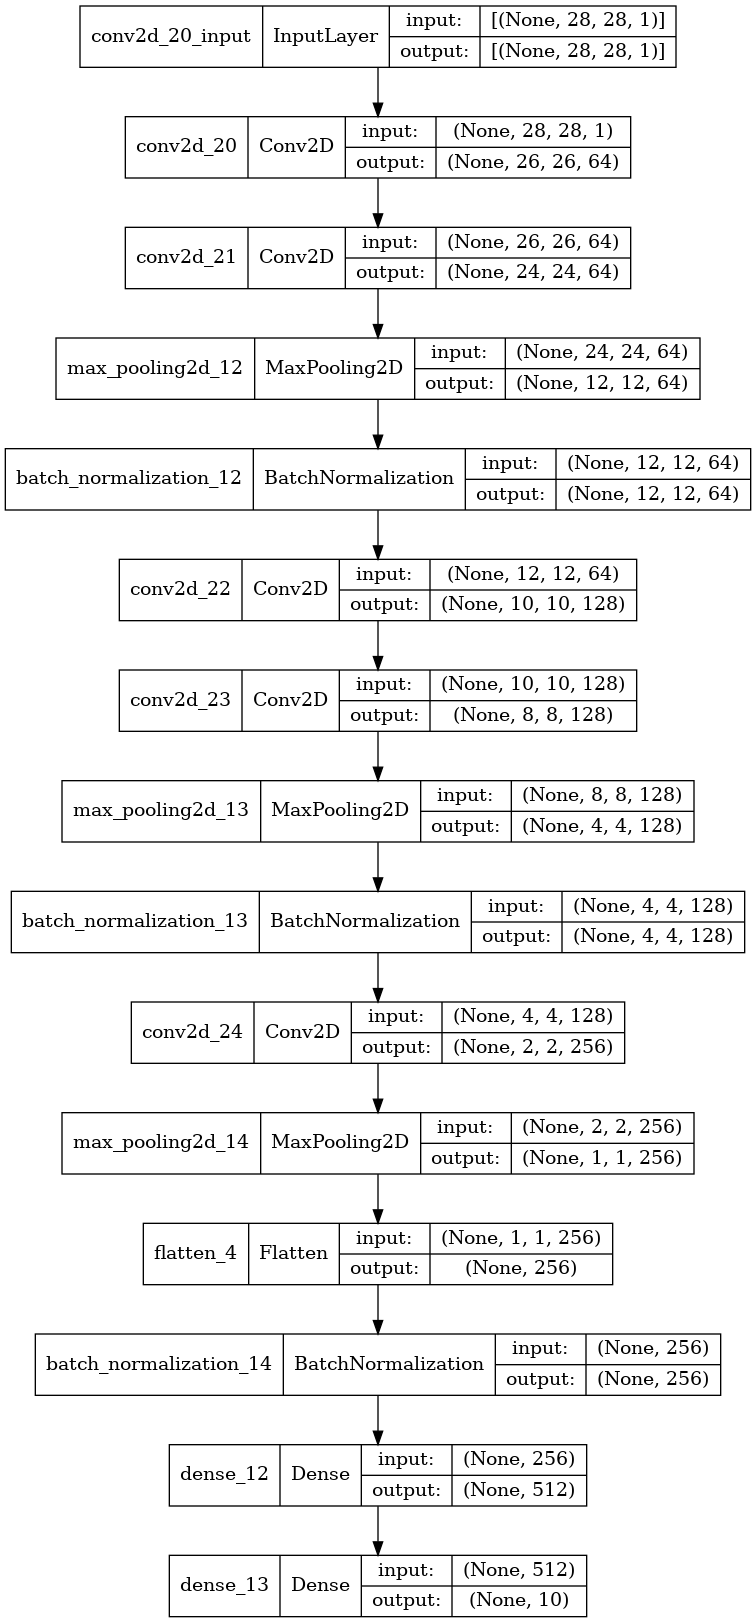 conv2d_20_input InputLayer input: [(None, 28, 28, 1)]
output: [(None, 28, 28, 1)]
conv2d_20 Conv2D input: (None, 28, 28, 1)
output: (None, 26, 26, 64)
conv2d_21 Conv2D input: (None, 26, 26, 64)
output: (None, 24, 24, 64)
max_pooling2d_12 MaxPooling2D input: (None, 24, 24, 64)
output: (None, 12, 12, 64)
batch_normalization_12 BatchNormalization input: (None, 12, 12, 64)
output: (None, 12, 12, 64)
conv2d_22 Conv2D input: (None, 12, 12, 64)
output: (None, 10, 10, 128)
conv2d_23 Conv2D input: (None, 10, 10, 128)
output: (None, 8, 8, 128)
max_pooling2d_13 MaxPooling2D input: (None, 8, 8, 128)
output: (None, 4, 4, 128)
batch_normalization_13 BatchNormalization input: (None, 4, 4, 128)
output: (None, 4, 4, 128)
conv2d_24 Conv2D input: (None, 4, 4, 128)
output: (None, 2, 2, 256)
max_pooling2d_14 MaxPooling2D input: (None, 2, 2, 256)
output: (None, 1, 1, 256)
flatten_4 Flatten input: (None, 1, 1, 256)
output: (None, 256)
batch_normalization_14 BatchNormalization input: (None, 256)
output: (None, 256)
dense_12 Dense input: (None, 256)
output: (None, 512)
dense_13 Dense input: (None, 512)
output: (None, 10)